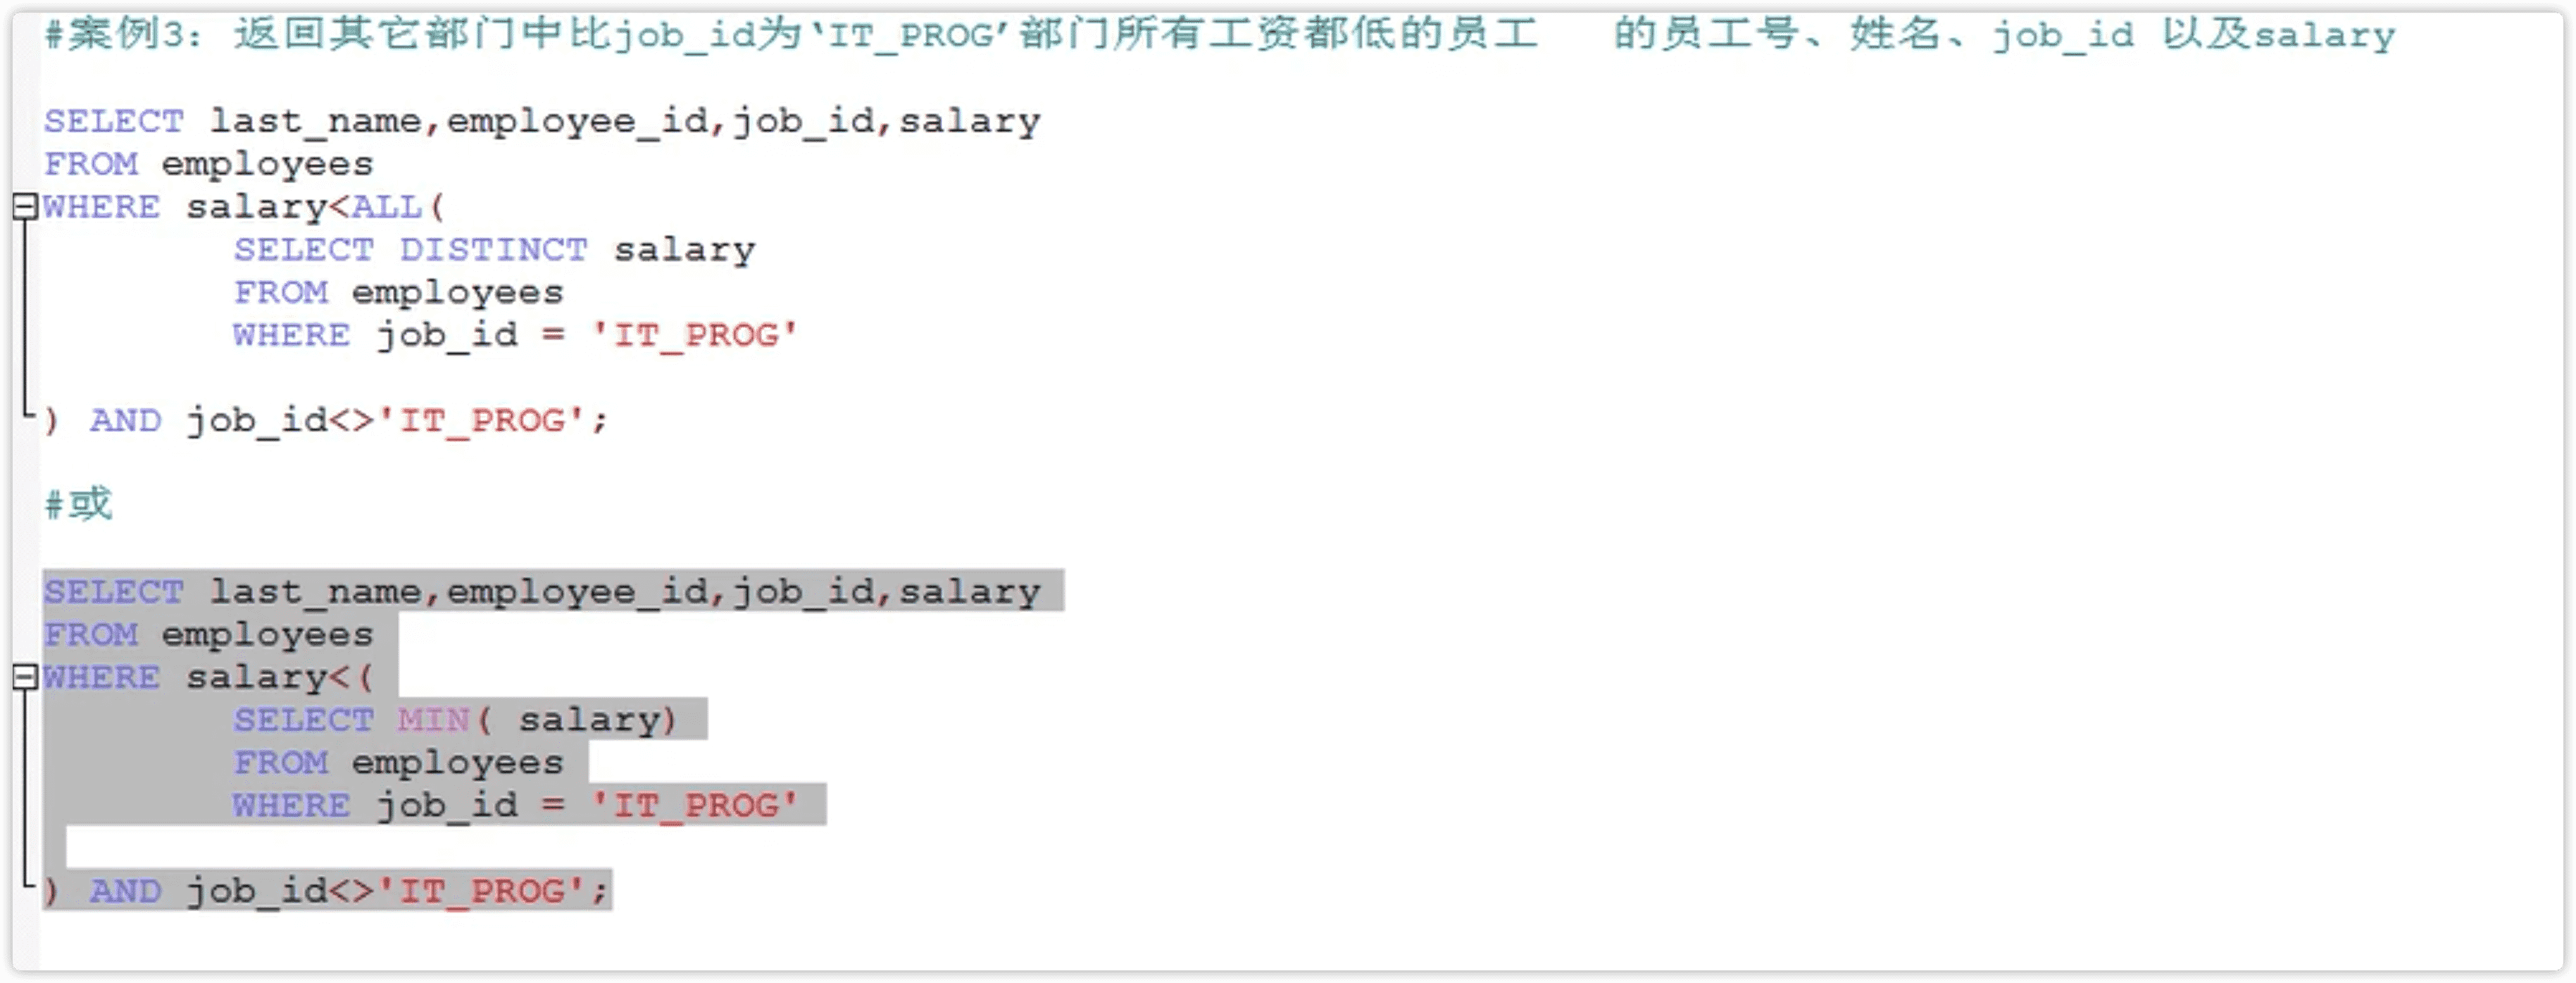 #案例3：返回其它部门中比job_id为‘IT_PROG’部门所有工资都低的员工   的员工号、姓名、job_id 以及salary
SELECT last_name,employee_id,job_id,salary
FROM employees
WHERE salary<ALL(
SELECT DISTINCT salary
FROM employees
WHERE job_id = 'IT_PROG'
) AND job_id<>'IT_PROG';
#或
SELECT last_name,employee_id,job_id,salary
FROM employees
WHERE salary<(
SELECT MIN( salary)
FROM employees
WHERE job_id = 'IT_PROG'
) AND job_id<>'IT_PROG';